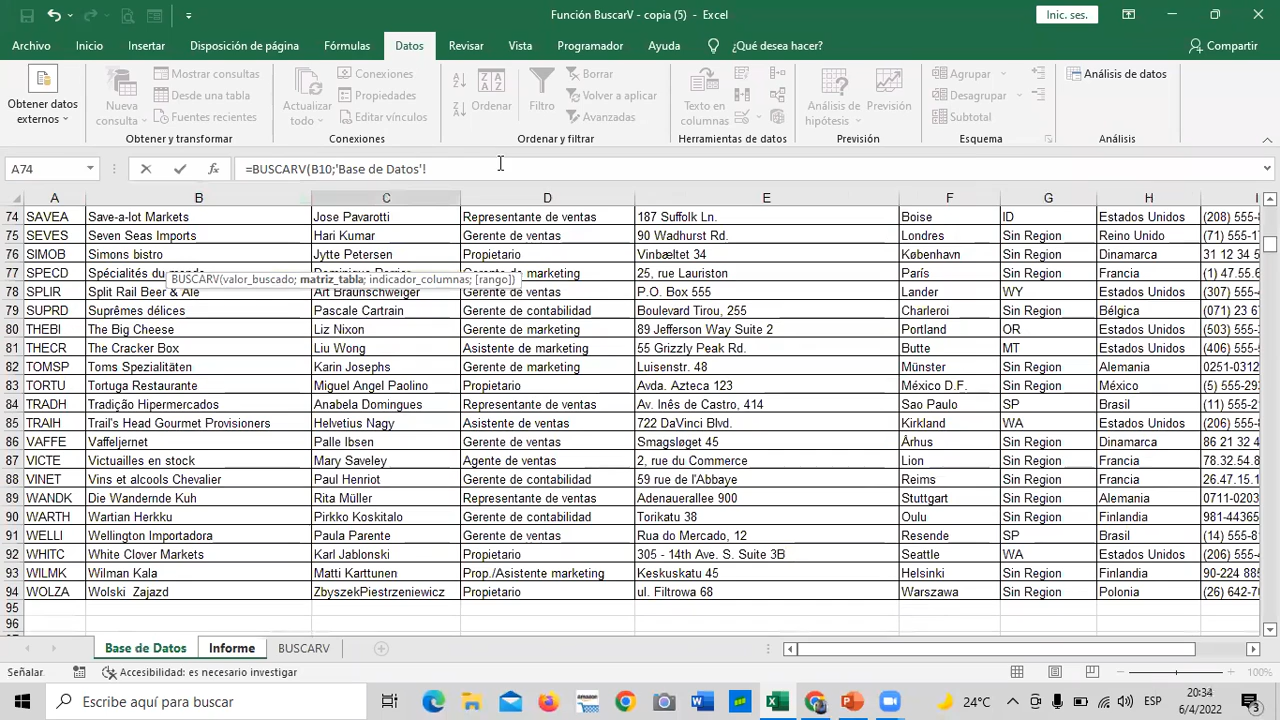 Función BuscarV - copia (5) - Excel
Inic. ses.
Archivo Inicio Insertar Disposición de página Fórmulas Datos Revisar Vista Programador Ayuda ¿Qué desea hacer? Compartir
Obtener datos externos
Nueva consulta
Mostrar consultas
Desde una tabla
Fuentes recientes
Obtener y transformar
Actualizar todo
Conexiones
Propiedades
Editar vínculos
Conexiones
Ordenar
Filtro
Borrar
Volver a aplicar
Avanzadas
Ordenar y filtrar
Texto en columnas
Herramientas de datos
Análisis de hipótesis
Previsión
Previsión
Agrupar
Desagrupar
Subtotal
Esquema
Análisis de datos
Análisis
A74 fx =BUSCARV(B10;'Base de Datos'!
A B C D E F G H I
74 SAVEA Save-a-lot Markets Jose Pavarotti Representante de ventas 187 Suffolk Ln. Boise ID Estados Unidos (208) 555-8
75 SEVES Seven Seas Imports Hari Kumar Gerente de ventas 90 Wadhurst Rd. Londres Sin Region Reino Unido (71) 555-1
76 SIMOB Simons bistro Jytte Petersen Propietario Vinbæltet 34 København Sin Region Dinamarca 31 12 34 5
77 SPECD Spécialités du Gerente de marketing 25, rue Lauriston París Sin Region Francia (1) 47.55.6
BUSCARV(valor_buscado; matriz_tabla; indicador_columnas; [rango])
78 SPLIR Split Rail Beer & Ale Art Braunschweiger Gerente de ventas P.O. Box 555 Lander WY Estados Unidos (307) 555-4
79 SUPRD Suprêmes délices Pascale Cartrain Gerente de contabilidad Boulevard Tirou, 255 Charleroi Sin Region Bélgica (071) 23 6
80 THEBI The Big Cheese Liz Nixon Gerente de marketing 89 Jefferson Way Suite 2 Portland OR Estados Unidos (503) 555-3
81 THECR The Cracker Box Liu Wong Asistente de marketing 55 Grizzly Peak Rd. Butte MT Estados Unidos (406) 555-5
82 TOMSP Toms Spezialitäten Karin Josephs Gerente de marketing Luisenstr. 48 Münster Sin Region Alemania 0251-0312
83 TORTU Tortuga Restaurante Miguel Angel Paolino Propietario Avda. Azteca 123 México D.F. Sin Region México (5) 555-29
84 TRADH Tradição Hipermercados Anabela Domingues Representante de ventas Av. Inês de Castro, 414 Sao Paulo SP Brasil (11) 555-2
85 TRAIH Trail's Head Gourmet Provisioners Helvetius Nagy Asistente de ventas 722 DaVinci Blvd. Kirkland WA Estados Unidos (206) 555-8
86 VAFFE Vaffeljernet Palle Ibsen Gerente de ventas Smagsløget 45 Århus Sin Region Dinamarca 86 21 32 4
87 VICTE Victuailles en stock Mary Saveley Agente de ventas 2, rue du Commerce Lion Sin Region Francia 78.32.54.8
88 VINET Vins et alcools Chevalier Paul Henriot Gerente de contabilidad 59 rue de l'Abbaye Reims Sin Region Francia 26.47.15.1
89 WANDK Die Wandernde Kuh Rita Müller Representante de ventas Adenauerallee 900 Stuttgart Sin Region Alemania 0711-0203
90 WARTH Wartian Herkku Pirkko Koskitalo Gerente de contabilidad Torikatu 38 Oulu Sin Region Finlandia 981-44365
91 WELLI Wellington Importadora Paula Parente Gerente de ventas Rua do Mercado, 12 Resende SP Brasil (14) 555-81
92 WHITC White Clover Markets Karl Jablonski Propietario 305 - 14th Ave. S. Suite 3B Seattle WA Estados Unidos (206) 555-4
93 WILMK Wilman Kala Matti Karttunen Prop./Asistente marketing Keskuskatu 45 Helsinki Sin Region Finlandia 90-224 885
94 WOLZA Wolski Zajazd ZbyszekPiestrzeniewicz Propietario ul. Filtrowa 68 Warszawa Sin Region Polonia (26) 642-70
95
96
Base de Datos Informe BUSCARV
Señalar Accesibilidad: es necesario investigar 100%
Escribe aquí para buscar
amazon
24°C ESP 20:34
6/4/2022 3